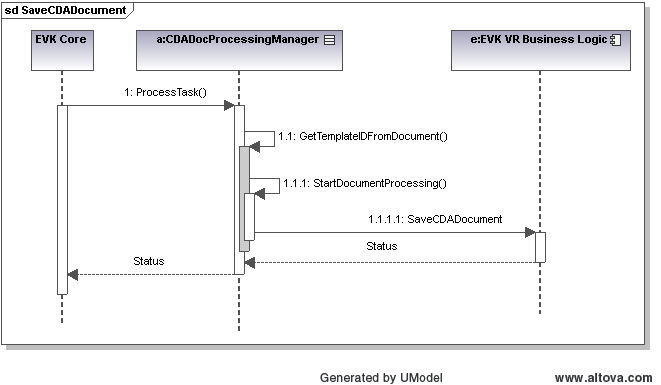 sd SaveCDADocument
EVK Core
a:CDADocProcessingManager
e:EVK VR Business Logic
1: ProcessTask()
1.1: GetTemplateIDFromDocument()
1.1.1: StartDocumentProcessing()
1.1.1.1: SaveCDADocument
Status
Status
Generated by UModel
www.altova.com